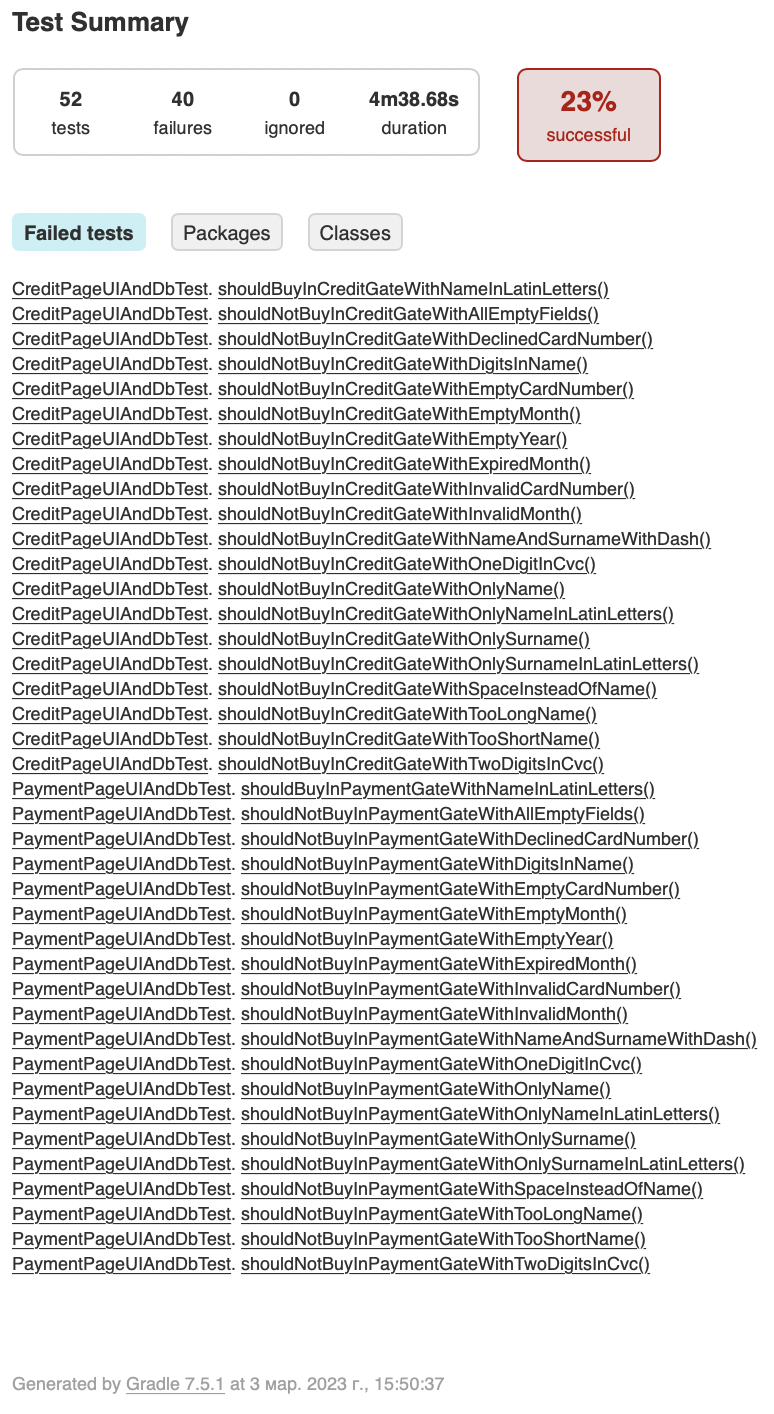 Test Summary
52 40 0 4m38.68s 23%
tests failures ignored duration successful
Failed tests Packages Classes
CreditPageUIAndDbTest. shouldBuyInCreditGateWithNameInLatinLetters()
CreditPageUIAndDbTest. shouldNotBuyInCreditGateWithAllEmptyFields()
CreditPageUIAndDbTest. shouldNotBuyInCreditGateWithDeclinedCardNumber()
CreditPageUIAndDbTest. shouldNotBuyInCreditGateWithDigitsInName()
CreditPageUIAndDbTest. shouldNotBuyInCreditGateWithEmptyCardNumber()
CreditPageUIAndDbTest. shouldNotBuyInCreditGateWithEmptyMonth()
CreditPageUIAndDbTest. shouldNotBuyInCreditGateWithEmptyYear()
CreditPageUIAndDbTest. shouldNotBuyInCreditGateWithExpiredMonth()
CreditPageUIAndDbTest. shouldNotBuyInCreditGateWithInvalidCardNumber()
CreditPageUIAndDbTest. shouldNotBuyInCreditGateWithInvalidMonth()
CreditPageUIAndDbTest. shouldNotBuyInCreditGateWithNameAndSurnameWithDash()
CreditPageUIAndDbTest. shouldNotBuyInCreditGateWithOneDigitInCvc()
CreditPageUIAndDbTest. shouldNotBuyInCreditGateWithOnlyName()
CreditPageUIAndDbTest. shouldNotBuyInCreditGateWithOnlyNameInLatinLetters()
CreditPageUIAndDbTest. shouldNotBuyInCreditGateWithOnlySurname()
CreditPageUIAndDbTest. shouldNotBuyInCreditGateWithOnlySurnameInLatinLetters()
CreditPageUIAndDbTest. shouldNotBuyInCreditGateWithSpaceInsteadOfName()
CreditPageUIAndDbTest. shouldNotBuyInCreditGateWithTooLongName()
CreditPageUIAndDbTest. shouldNotBuyInCreditGateWithTooShortName()
CreditPageUIAndDbTest. shouldNotBuyInCreditGateWithTwoDigitsInCvc()
PaymentPageUIAndDbTest. shouldBuyInPaymentGateWithNameInLatinLetters()
PaymentPageUIAndDbTest. shouldNotBuyInPaymentGateWithAllEmptyFields()
PaymentPageUIAndDbTest. shouldNotBuyInPaymentGateWithDeclinedCardNumber()
PaymentPageUIAndDbTest. shouldNotBuyInPaymentGateWithDigitsInName()
PaymentPageUIAndDbTest. shouldNotBuyInPaymentGateWithEmptyCardNumber()
PaymentPageUIAndDbTest. shouldNotBuyInPaymentGateWithEmptyMonth()
PaymentPageUIAndDbTest. shouldNotBuyInPaymentGateWithEmptyYear()
PaymentPageUIAndDbTest. shouldNotBuyInPaymentGateWithExpiredMonth()
PaymentPageUIAndDbTest. shouldNotBuyInPaymentGateWithInvalidCardNumber()
PaymentPageUIAndDbTest. shouldNotBuyInPaymentGateWithInvalidMonth()
PaymentPageUIAndDbTest. shouldNotBuyInPaymentGateWithNameAndSurnameWithDash()
PaymentPageUIAndDbTest. shouldNotBuyInPaymentGateWithOneDigitInCvc()
PaymentPageUIAndDbTest. shouldNotBuyInPaymentGateWithOnlyName()
PaymentPageUIAndDbTest. shouldNotBuyInPaymentGateWithOnlyNameInLatinLetters()
PaymentPageUIAndDbTest. shouldNotBuyInPaymentGateWithOnlySurname()
PaymentPageUIAndDbTest. shouldNotBuyInPaymentGateWithOnlySurnameInLatinLetters()
PaymentPageUIAndDbTest. shouldNotBuyInPaymentGateWithSpaceInsteadOfName()
PaymentPageUIAndDbTest. shouldNotBuyInPaymentGateWithTooLongName()
PaymentPageUIAndDbTest. shouldNotBuyInPaymentGateWithTooShortName()
PaymentPageUIAndDbTest. shouldNotBuyInPaymentGateWithTwoDigitsInCvc()
Generated by Gradle 7.5.1 at 3 мар. 2023 г., 15:50:37